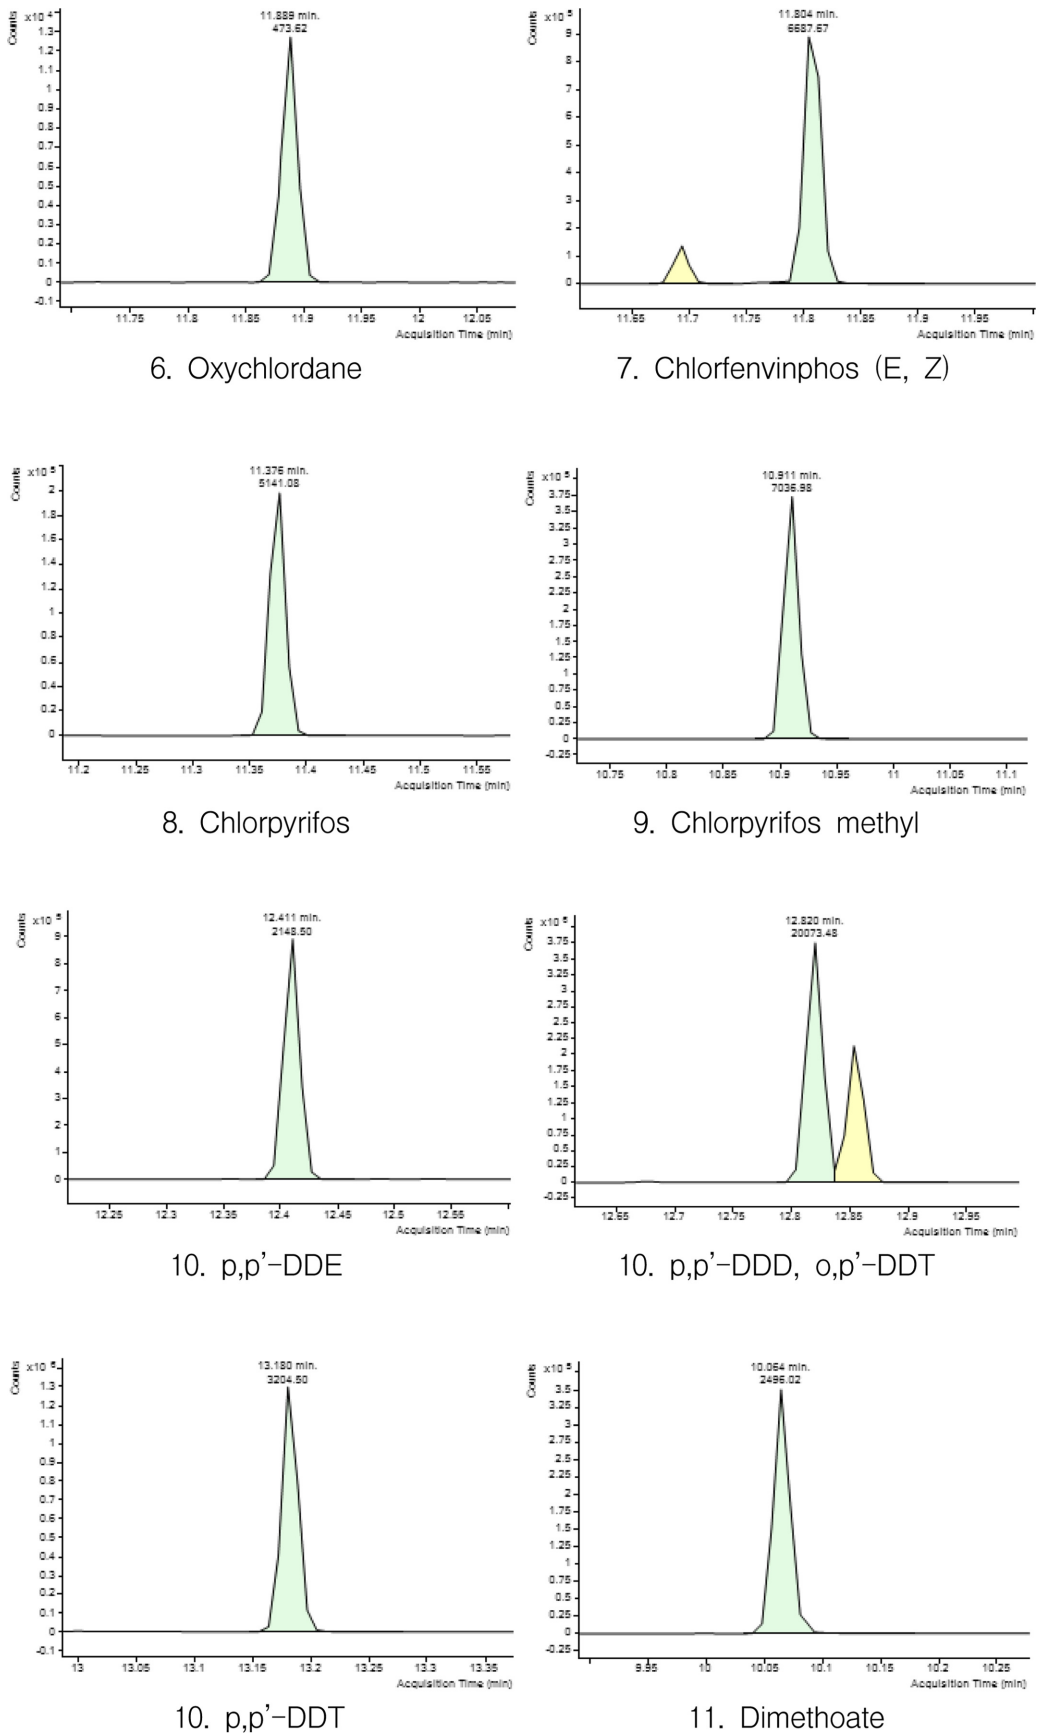 Counts
x10 4
11.889 min.
473.62
1.3
1.2
1.1
1
0.9
0.8
0.7
0.6
0.5
0.4
0.3
0.2
0.1
0
-0.1
11.75 11.8 11.85 11.9 11.95 12 12.05
Acquisition Time (min)
6. Oxychlordane
Counts
x10 5
11.804 min.
6687.67
9
8
7
6
5
4
3
2
1
0
11.65 11.7 11.75 11.8 11.85 11.9 11.95
Acquisition Time (min)
7. Chlorfenvinphos (E, Z)
Counts
x10 5
11.376 min.
5141.08
2
1.8
1.6
1.4
1.2
1
0.8
0.6
0.4
0.2
0
11.2 11.25 11.3 11.35 11.4 11.45 11.5 11.55
Acquisition Time (min)
8. Chlorpyrifos
Counts
x10 5
10.911 min.
7036.98
3.75
3.5
3.25
3
2.75
2.5
2.25
2
1.75
1.5
1.25
1
0.75
0.5
0.25
0
-0.25
10.75 10.8 10.85 10.9 10.95 11 11.05 11.1
Acquisition Time (min)
9. Chlorpyrifos methyl
Counts
x10 5
12.411 min.
2148.50
9
8
7
6
5
4
3
2
1
0
12.25 12.3 12.35 12.4 12.45 12.5 12.55
Acquisition Time (min)
10. p,p’-DDE
Counts
x10
12.820 min.
20073.48
3.75
3.5
3.25
3
2.75
2.5
2.25
2
1.75
1.5
1.25
1
0.75
0.5
0.25
0
-0.25
12.65 12.7 12.75 12.8 12.85 12.9 12.95
Acquisition Time (min)
10. p,p’-DDD, o,p’-DDT
Counts
x10
13.180 min.
3204.50
1.3
1.2
1.1
1
0.9
0.8
0.7
0.6
0.5
0.4
0.3
0.2
0.1
0
-0.1
13 13.05 13.1 13.15 13.2 13.25 13.3 13.35
Acquisition Time (min)
10. p,p’-DDT
Counts
x10 5
10.064 min.
2496.02
3.5
3.25
3
2.75
2.5
2.25
2
1.75
1.5
1.25
1
0.75
0.5
0.25
0
-0.25
9.95 10 10.05 10.1 10.15 10.2 10.25
Acquisition Time (min)
11. Dimethoate